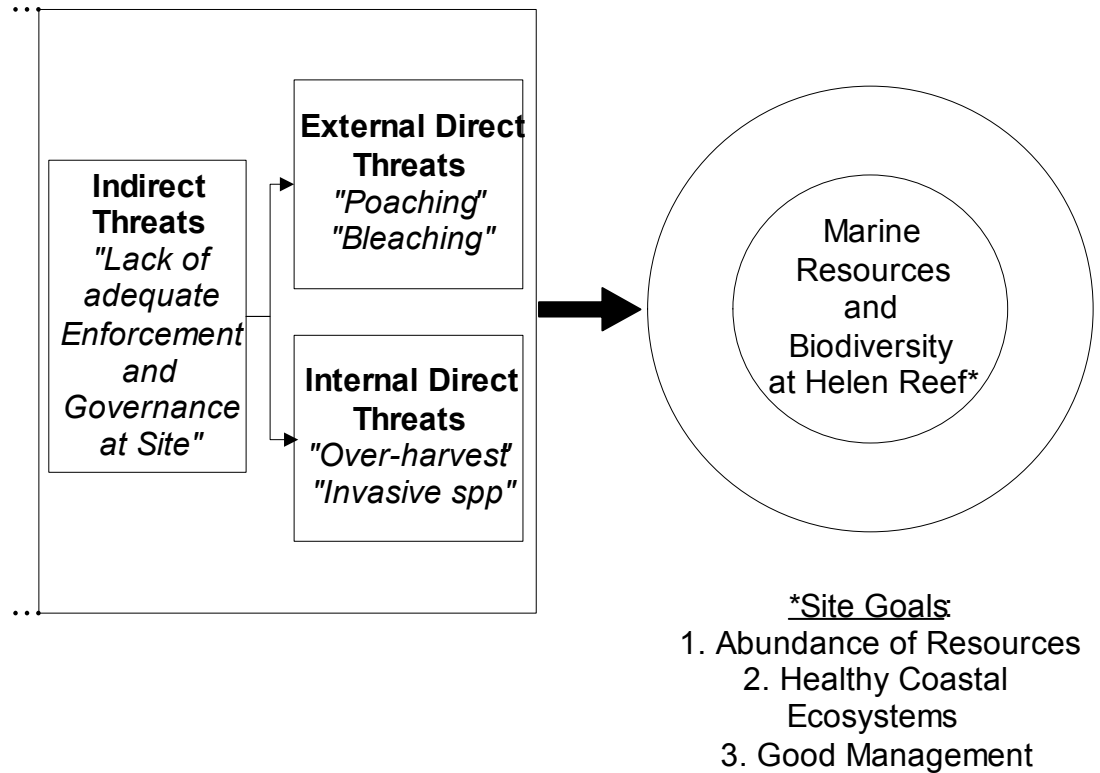 Indirect
Threats
"Lack of
adequate
Enforcement
and
Governance
at Site"
External Direct
Threats
"Poaching"
"Bleaching"
Internal Direct
Threats
"Over-harvest"
"Invasive spp"
Marine
Resources
and
Biodiversity
at Helen Reef*
*Site Goals:
1. Abundance of Resources
2. Healthy Coastal
Ecosystems
3. Good Management